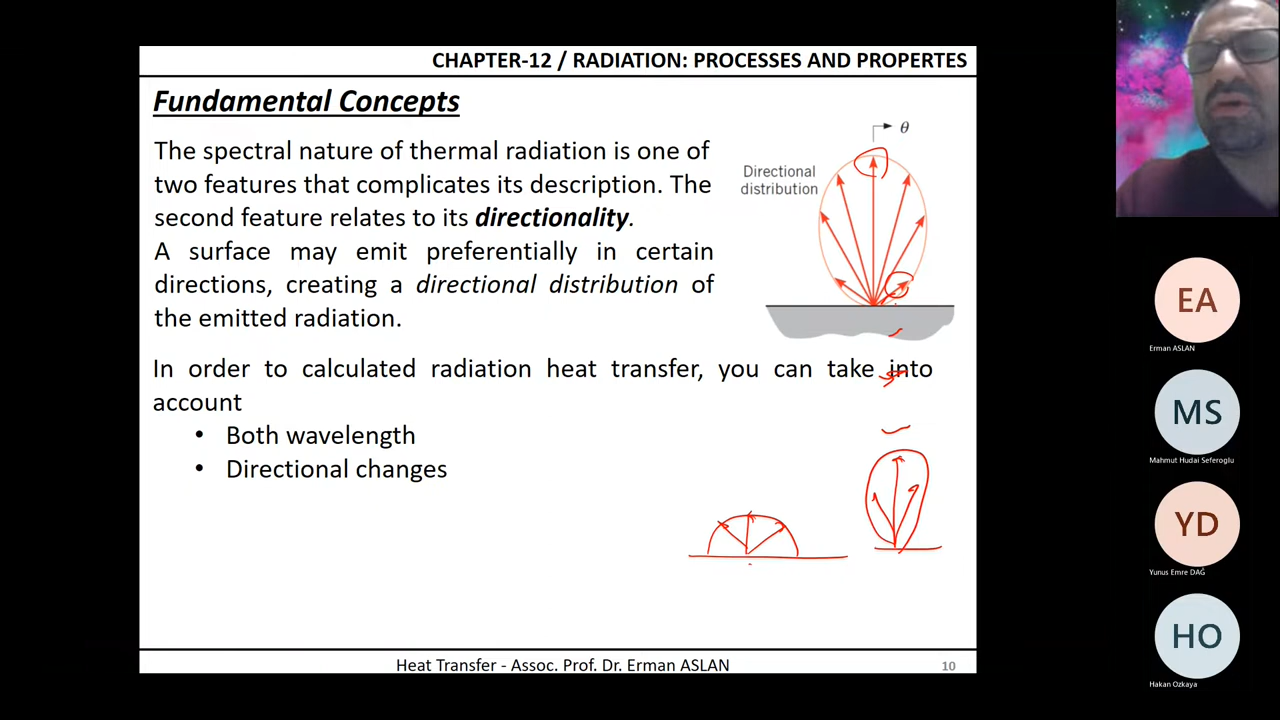 CHAPTER-12 / RADIATION: PROCESSES AND PROPERTES
Fundamental Concepts
The spectral nature of thermal radiation is one of
two features that complicates its description. The
second feature relates to its directionality.
A surface may emit preferentially in certain
directions, creating a directional distribution of
the emitted radiation.
θ
Directional
distribution
In order to calculated radiation heat transfer, you can take into
account
• Both wavelength
• Directional changes
Heat Transfer - Assoc. Prof. Dr. Erman ASLAN
10
EA
Erman ASLAN
MS
Mahmut Hudai Seferoglu
YD
Yunus Emre DAĞ
HO
Hakan Ozkaya